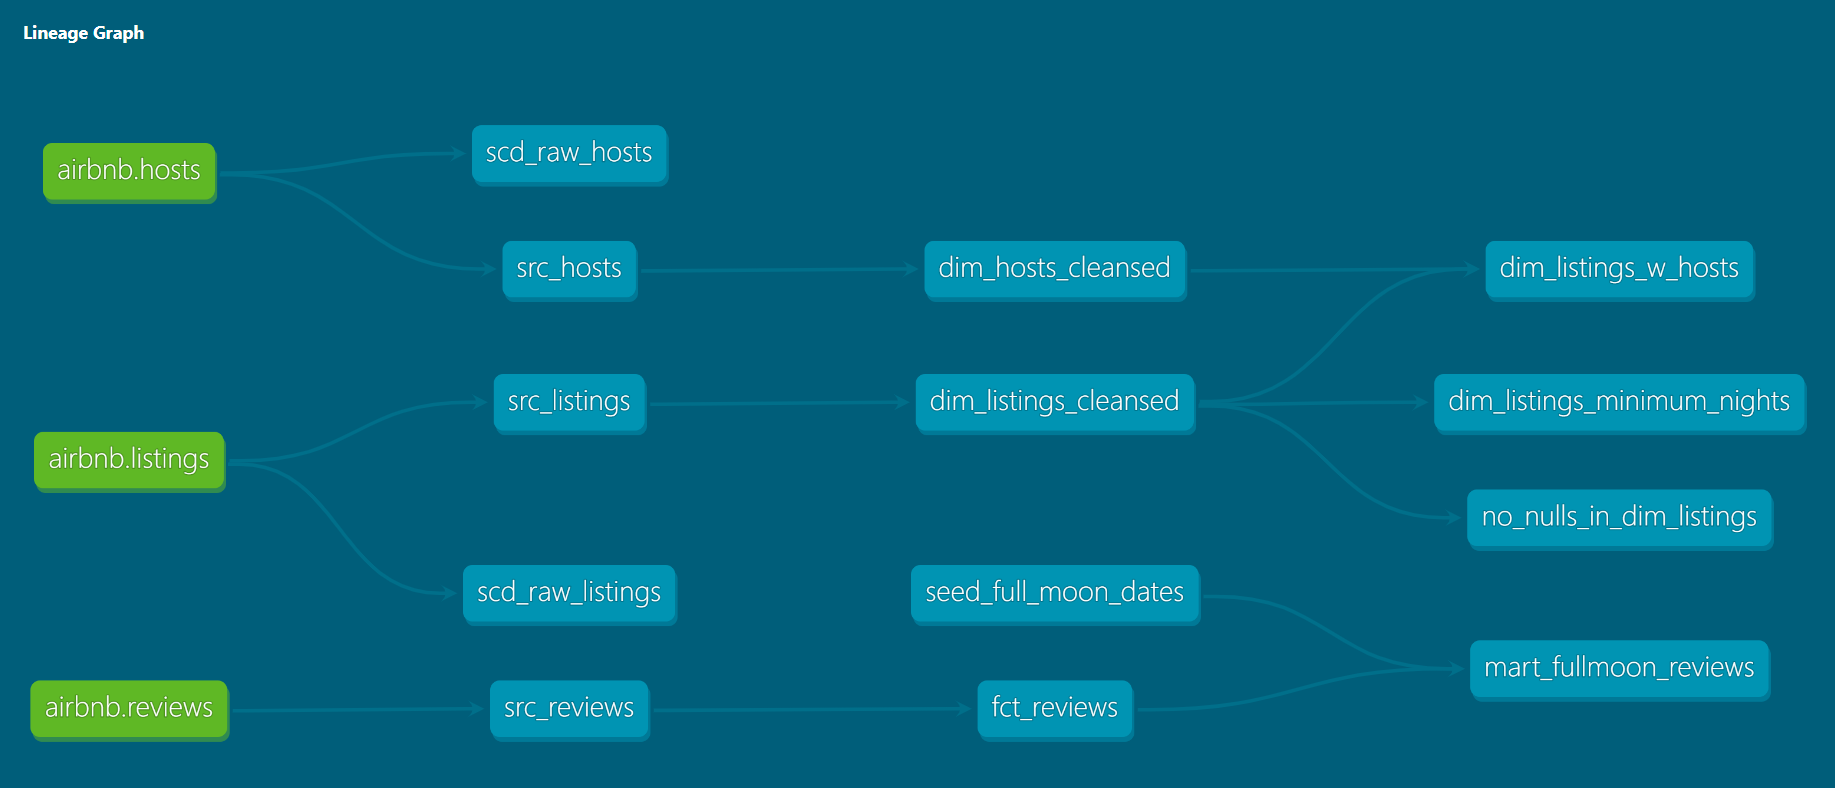 Lineage Graph
airbnb.hosts
scd_raw_hosts
src_hosts
dim_hosts_cleansed
dim_listings_w_hosts
airbnb.listings
src_listings
dim_listings_cleansed
dim_listings_minimum_nights
no_nulls_in_dim_listings
scd_raw_listings
seed_full_moon_dates
mart_fullmoon_reviews
airbnb.reviews
src_reviews
fct_reviews